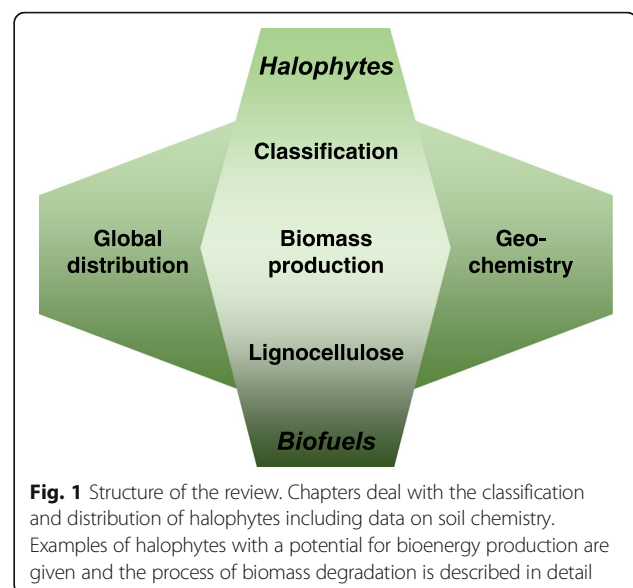 Halophytes
Classification
Global
distribution
Biomass
production
Geo-
chemistry
Lignocellulose
Biofuels
Fig. 1 Structure of the review. Chapters deal with the classification
and distribution of halophytes including data on soil chemistry.
Examples of halophytes with a potential for bioenergy production are
given and the process of biomass degradation is described in detail